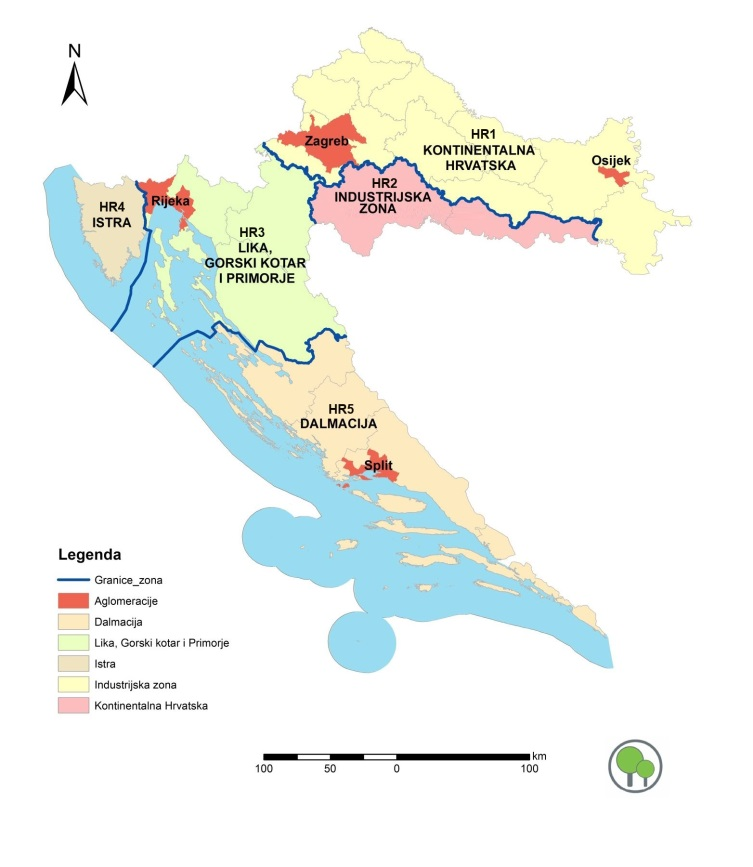 N
Zagreb
HR1
KONTINENTALNA
HRVATSKA
Osijek
HR2
INDUSTRIJSKA
ZONA
HR4
ISTRA
Rijeka
HR3
LIKA,
GORSKI KOTAR
I PRIMORJE
HR5
DALMACIJA
Split
Legenda
Granice_zona
Aglomeracije
Dalmacija
Lika, Gorski kotar i Primorje
Istra
Industrijska zona
Kontinentalna Hrvatska
km
100 50 0 100